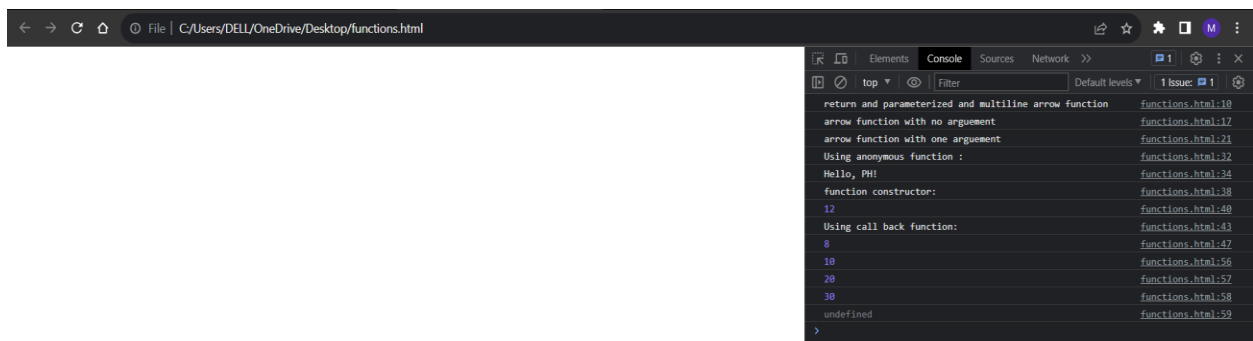 File C:/Users/DELL/OneDrive/Desktop/functions.html M
Elements Console Sources Network 1
top Filter Default levels 1 Issue: 1
return and parameterized and multiline arrow function functions.html:10
arrow function with no arguement functions.html:17
arrow function with one arguement functions.html:21
Using anonymous function : functions.html:32
Hello, PH! functions.html:34
function constructor: functions.html:38
12 functions.html:40
Using call back function: functions.html:43
8 functions.html:47
10 functions.html:56
20 functions.html:57
30 functions.html:58
undefined functions.html:59